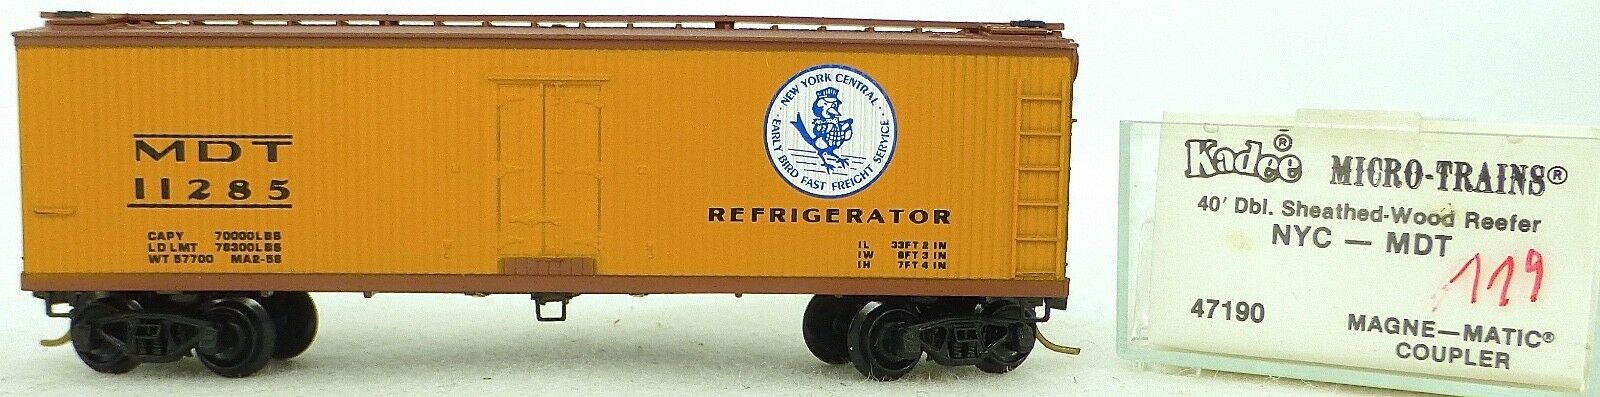 MDT
11285
CAPY 70000LBS
LD LMT 78300LBS
WT 57700 MA2-56
NEW YORK CENTRAL
EARLY BIRD FAST FREIGHT SERVICE
REFRIGERATOR
IL 33FT 2 IN
IW 8FT 3 IN
IH 7FT 4 IN
Kadee® MICRO-TRAINS®
40' Dbl. Sheathed-Wood Reefer
NYC — MDT
119
47190
MAGNE—MATIC®
COUPLER